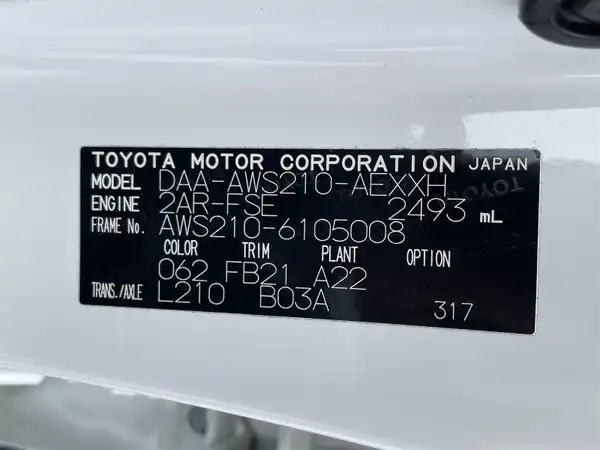 TOYOTA MOTOR CORPORATION JAPAN
MODEL DAA-AWS210-AEXXH
ENGINE 2AR-FSE 2493 mL
FRAME No. AWS210-6105008
COLOR TRIM PLANT OPTION
062 FB21 A22
TRANS./AXLE L210 B03A 317